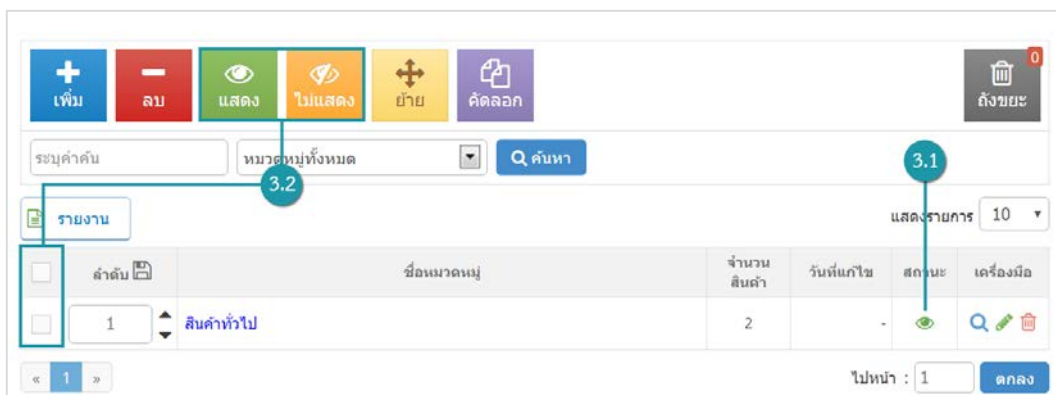 0
เพิ่ม ลบ แสดง ไม่แสดง ย้าย คัดลอก ถังขยะ
ระบุคำค้น หมวดหมู่ทั้งหมด ค้นหา 3.1
3.2
รายงาน แสดงรายการ 10
ลำดับ ชื่อหมวดหมู่ จำนวนสินค้า วันที่แก้ไข สถานะ เครื่องมือ
1 สินค้าทั่วไป 2 -
« 1 » ไปหน้า : 1 ตกลง